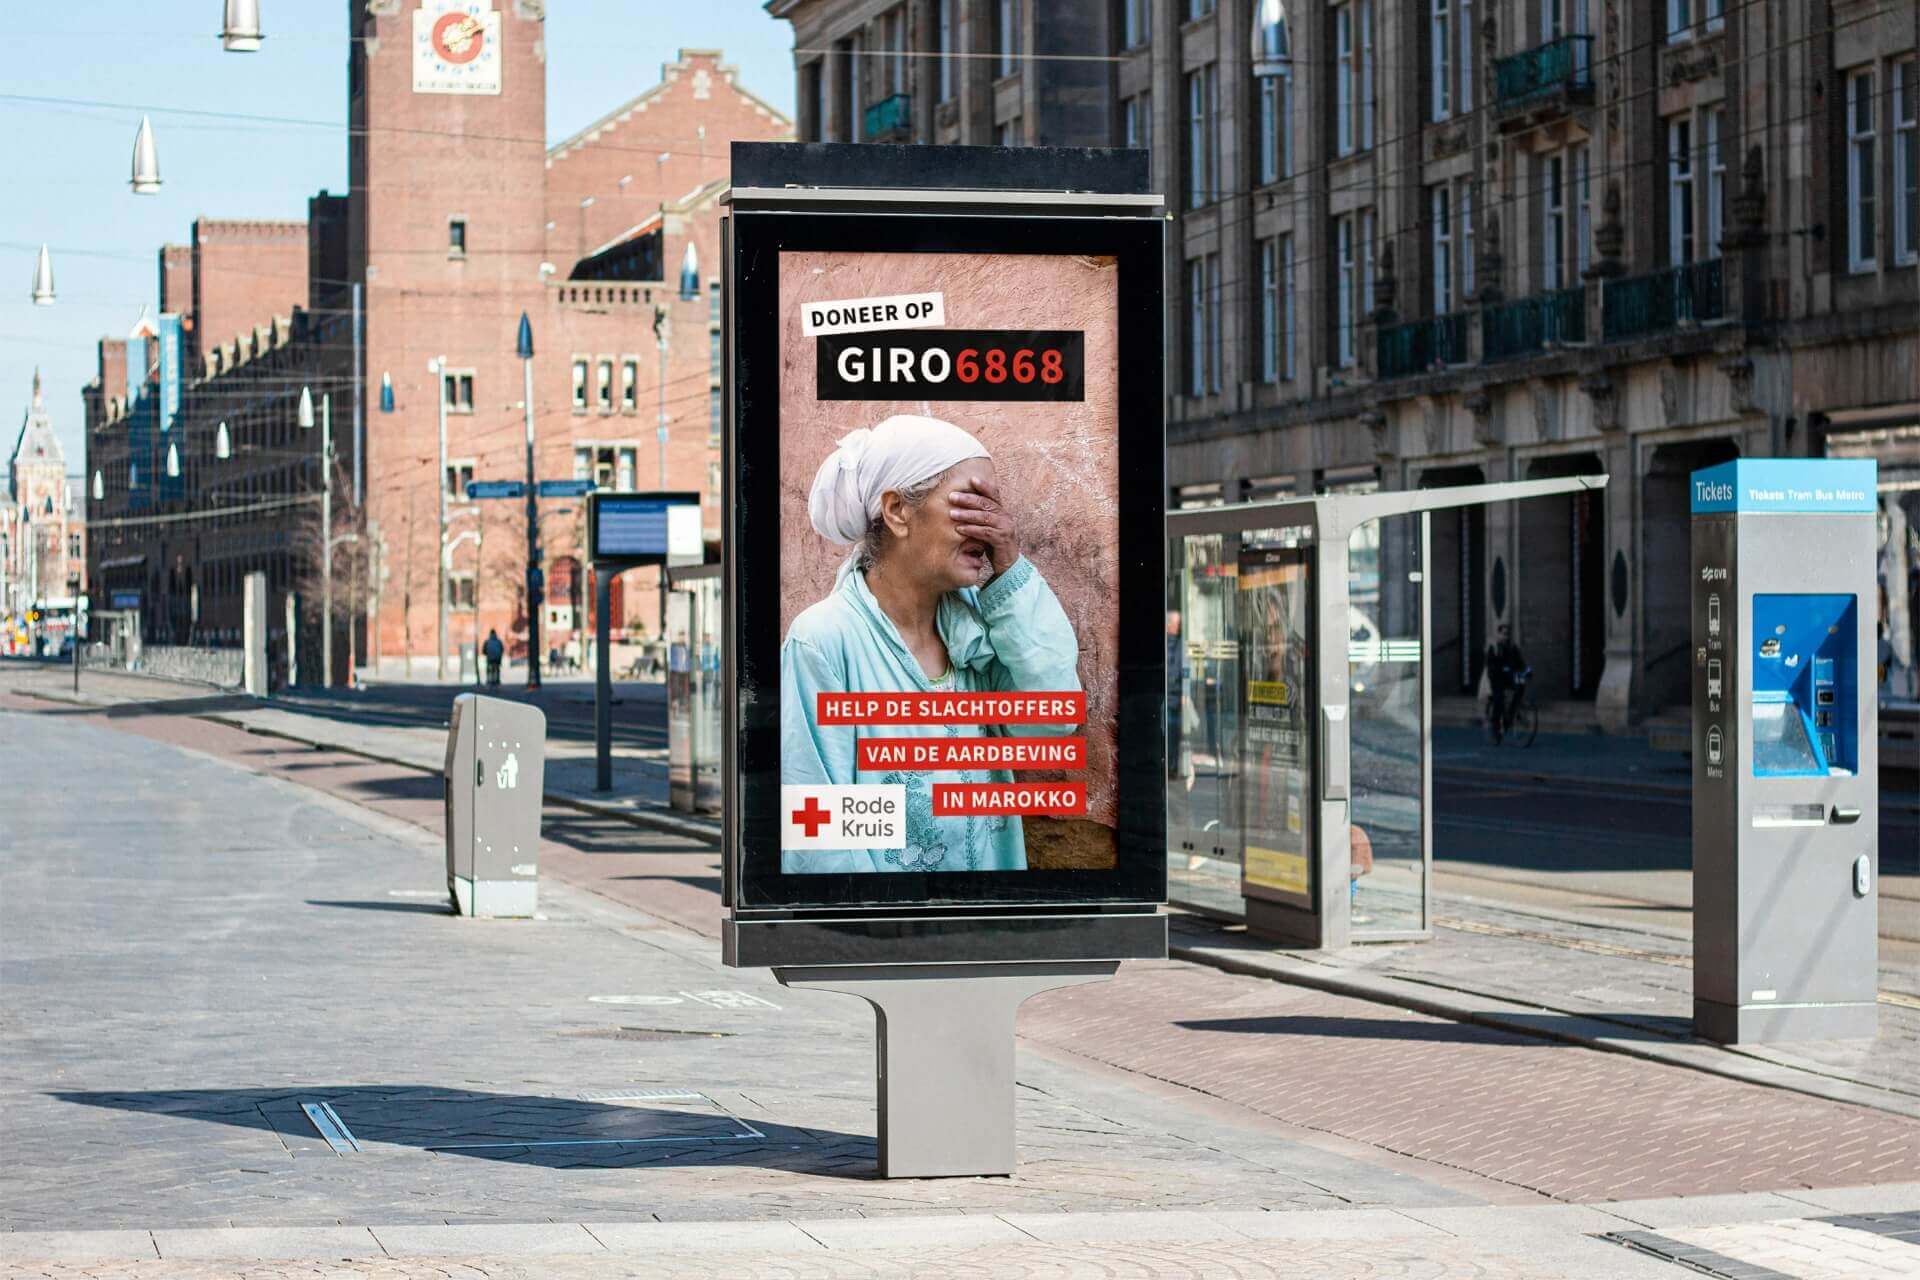 DONEER OP
GIRO6868
HELP DE SLACHTOFFERS
VAN DE AARDBEVING
IN MAROKKO
Rode
Kruis
Tickets
Tickets Tram Bus Metro
GVB
Tram
Bus
Metro